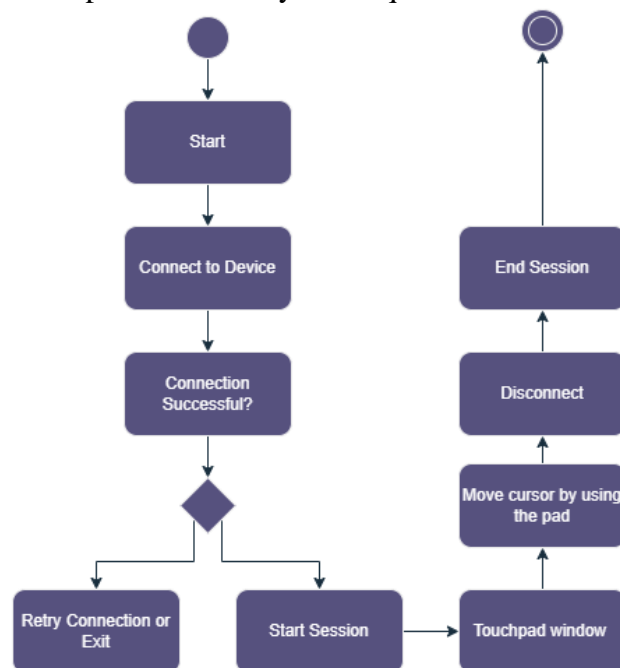 Start
Connect to Device
Connection
Successful?
Retry Connection or
Exit
Start Session
Touchpad window
Move cursor by using
the pad
Disconnect
End Session